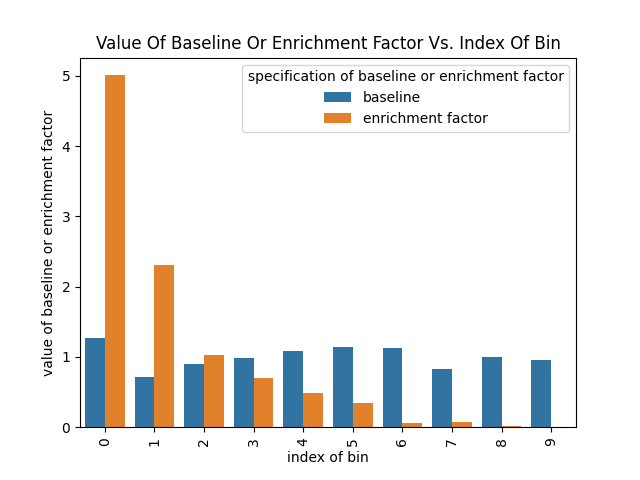 Value Of Baseline Or Enrichment Factor Vs. Index Of Bin
specification of baseline or enrichment factor
baseline
enrichment factor
value of baseline or enrichment factor
5
4
3
2
1
0
0 1 2 3 4 5 6 7 8 9
index of bin